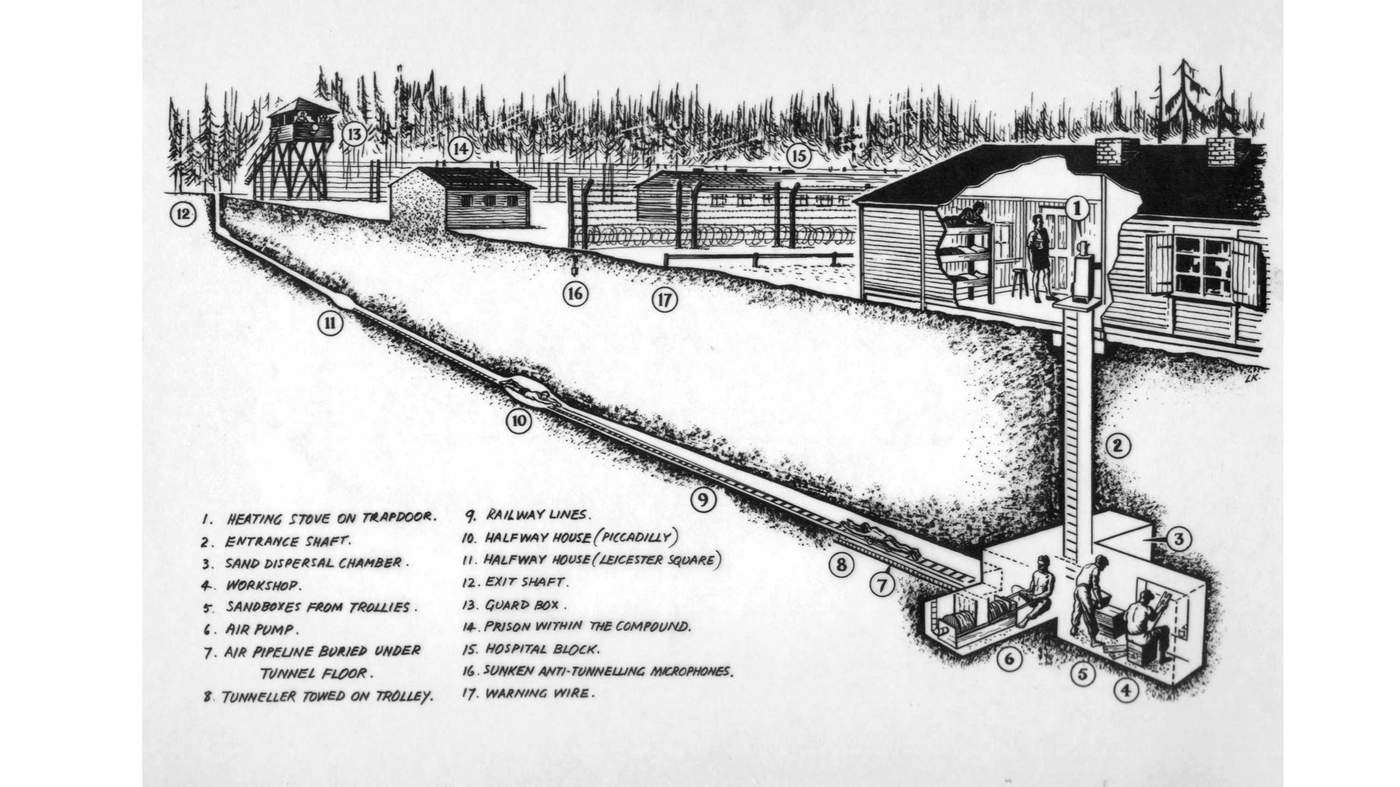 13
14
15
1
12
16
17
11
10
2
9
3
8
7
6
5
4
LK.
1. HEATING STOVE ON TRAPDOOR.
2. ENTRANCE SHAFT.
3. SAND DISPERSAL CHAMBER.
4. WORKSHOP.
5. SANDBOXES FROM TROLLIES.
6. AIR PUMP.
7. AIR PIPELINE BURIED UNDER
TUNNEL FLOOR.
8. TUNNELLER TOWED ON TROLLEY.
9. RAILWAY LINES.
10. HALFWAY HOUSE (PICCADILLY)
11. HALFWAY HOUSE (LEICESTER SQUARE)
12. EXIT SHAFT.
13. GUARD BOX.
14. PRISON WITHIN THE COMPOUND.
15. HOSPITAL BLOCK.
16. SUNKEN ANTI-TUNNELLING MICROPHONES.
17. WARNING WIRE.